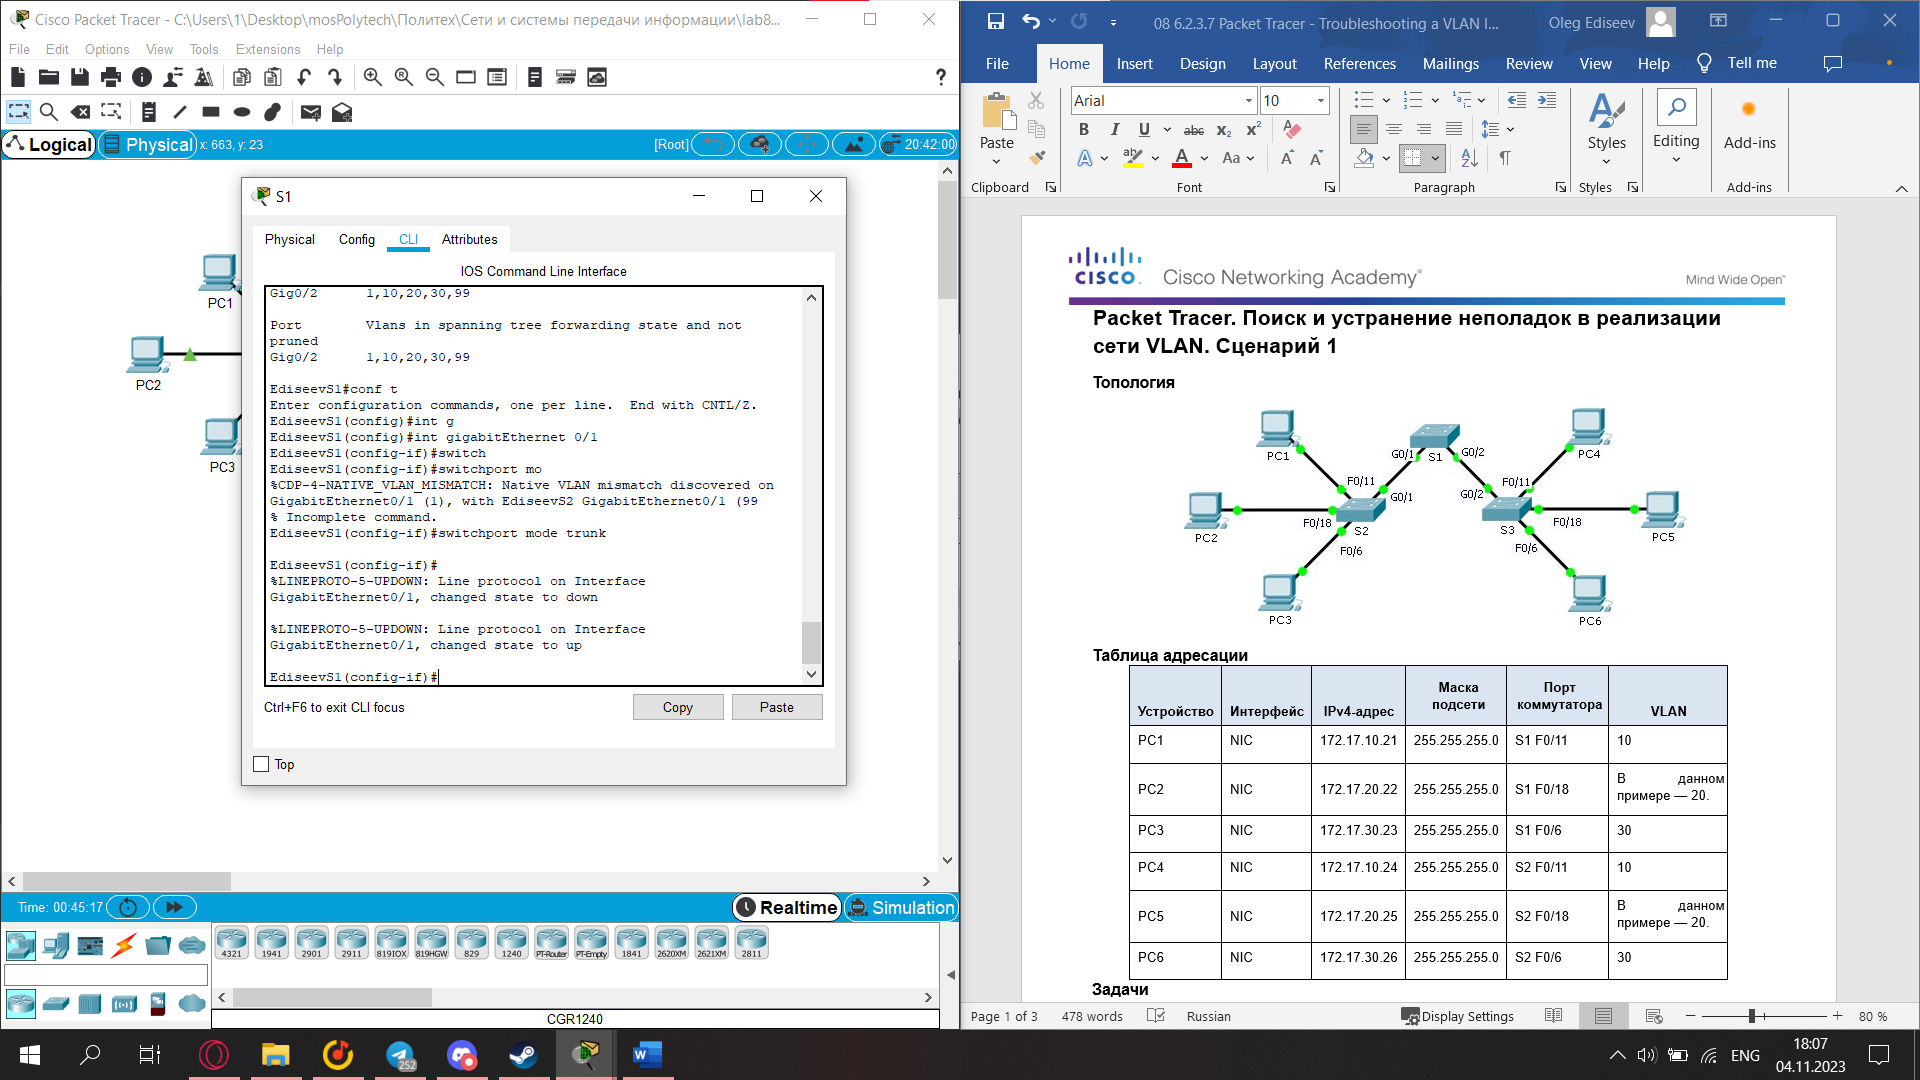 Cisco Packet Tracer - C:\Users\1\Desktop\mosPolytech\Политех\Сети и системы передачи информации\lab8...
File Edit Options View Tools Extensions Help
?
Logical Physical x: 663, y: 23 [Root] 20:42:00
PC1
PC2
PC3
S1
Physical Config CLI Attributes
IOS Command Line Interface
Gig0/2 1,10,20,30,99
Port Vlans in spanning tree forwarding state and not
pruned
Gig0/2 1,10,20,30,99
EdiseevS1#conf t
Enter configuration commands, one per line. End with CNTL/Z.
EdiseevS1(config)#int g
EdiseevS1(config)#int gigabitEthernet 0/1
EdiseevS1(config-if)#switch
EdiseevS1(config-if)#switchport mo
%CDP-4-NATIVE_VLAN_MISMATCH: Native VLAN mismatch discovered on
GigabitEthernet0/1 (1), with EdiseevS2 GigabitEthernet0/1 (99
% Incomplete command.
EdiseevS1(config-if)#switchport mode trunk
EdiseevS1(config-if)#
%LINEPROTO-5-UPDOWN: Line protocol on Interface
GigabitEthernet0/1, changed state to down
%LINEPROTO-5-UPDOWN: Line protocol on Interface
GigabitEthernet0/1, changed state to up
EdiseevS1(config-if)#
Ctrl+F6 to exit CLI focus Copy Paste
Top
Time: 00:45:17 Realtime Simulation
4321 1941 2901 2911 819IOX 819HGW 829 1240 PT-Router PT-Empty 1841 2620XM 2621XM 2811
CGR1240
08 6.2.3.7 Packet Tracer - Troubleshooting a VLAN I... Oleg Ediseev
File Home Insert Design Layout References Mailings Review View Help Tell me
Arial 10
Paste
Styles Editing Add-ins
Clipboard Font Paragraph Styles Add-ins
CISCO. Cisco Networking Academy® Mind Wide Open™
Packet Tracer. Поиск и устранение неполадок в реализации
сети VLAN. Сценарий 1
Топология
PC1 G0/1 S1 G0/2 PC4
F0/11 G0/1 G0/2 F0/11
PC2 F0/18 S2 S3 F0/18 PC5
F0/6 F0/6
PC3 PC6
Таблица адресации
Устройство Интерфейс IPv4-адрес Маска подсети Порт коммутатора VLAN
PC1 NIC 172.17.10.21 255.255.255.0 S1 F0/11 10
PC2 NIC 172.17.20.22 255.255.255.0 S1 F0/18 В данном примере — 20.
PC3 NIC 172.17.30.23 255.255.255.0 S1 F0/6 30
PC4 NIC 172.17.10.24 255.255.255.0 S2 F0/11 10
PC5 NIC 172.17.20.25 255.255.255.0 S2 F0/18 В данном примере — 20.
PC6 NIC 172.17.30.26 255.255.255.0 S2 F0/6 30
Задачи
Page 1 of 3 478 words Russian Display Settings 80 %
252
ENG 18:07
04.11.2023